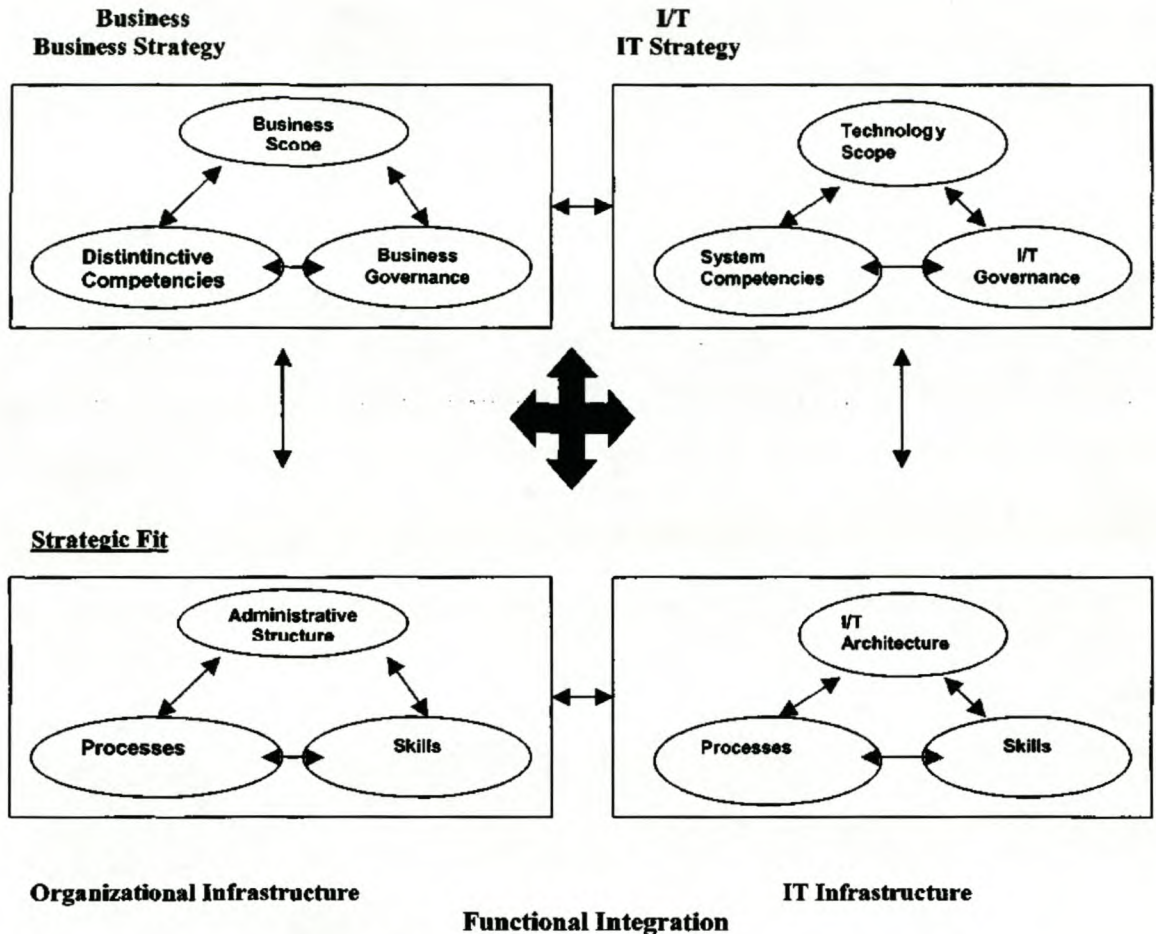 Business
Business Strategy
I/T
IT Strategy
Business
Scope
Distintinctive
Competencies
Business
Governance
Technology
Scope
System
Competencies
I/T
Governance
Strategic Fit
Administrative
Structure
Processes
Skills
I/T
Architecture
Processes
Skills
Organizational Infrastructure
IT Infrastructure
Functional Integration